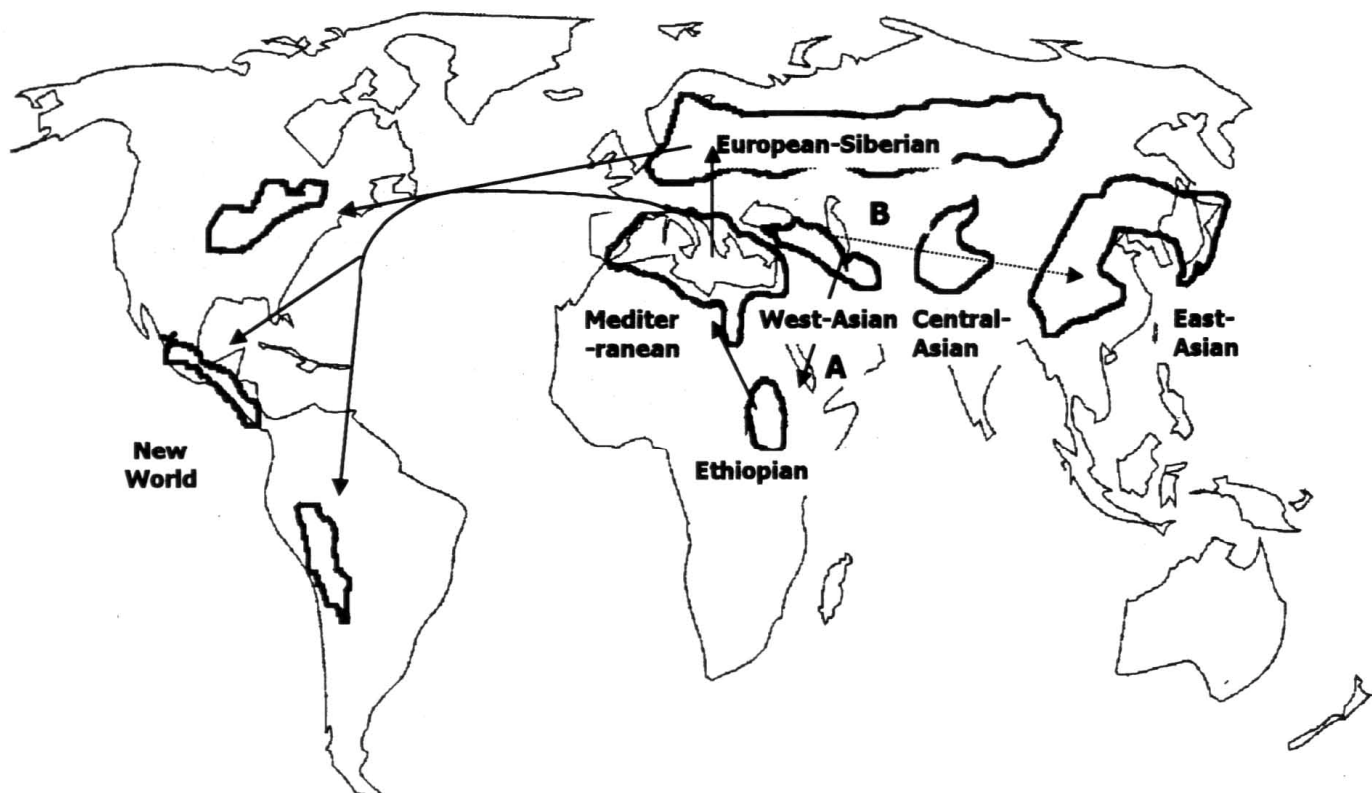 European-Siberian
B
Mediter
-ranean
West-Asian
Central-
Asian
East-
Asian
A
New
World
Ethiopian